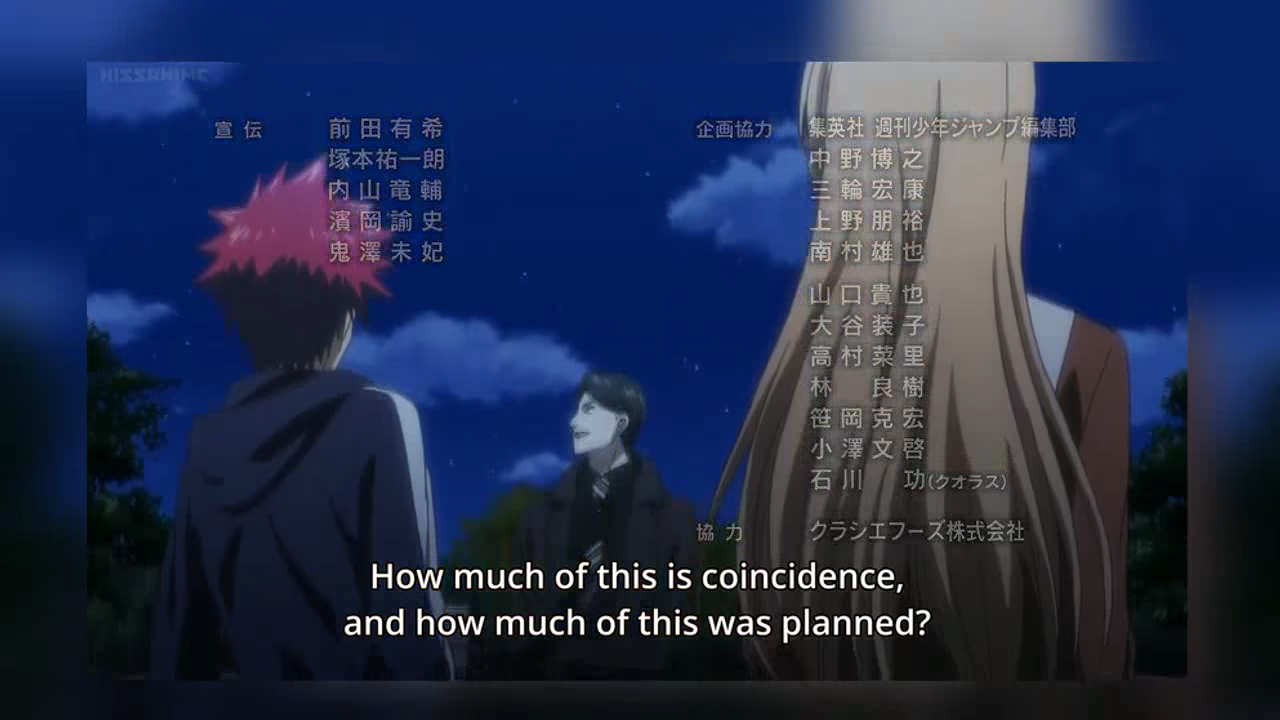 KISSANIME
宣 伝
前 田 有 希
塚本祐一朗
内 山 竜 輔
濱 岡 諭 史
鬼 澤 未 妃
企画協力
集英社 週刊少年ジャンプ編集部
中 野 博 之
三 輪 宏 康
上 野 朋 裕
南 村 雄 也
山 口 貴 也
大 谷 装 子
高 村 菜 里
林 良 樹
笹 岡 克 宏
小 澤 文 啓
石 川 功(クオラス)
協 力
クラシエフーズ株式会社
How much of this is coincidence,
and how much of this was planned?